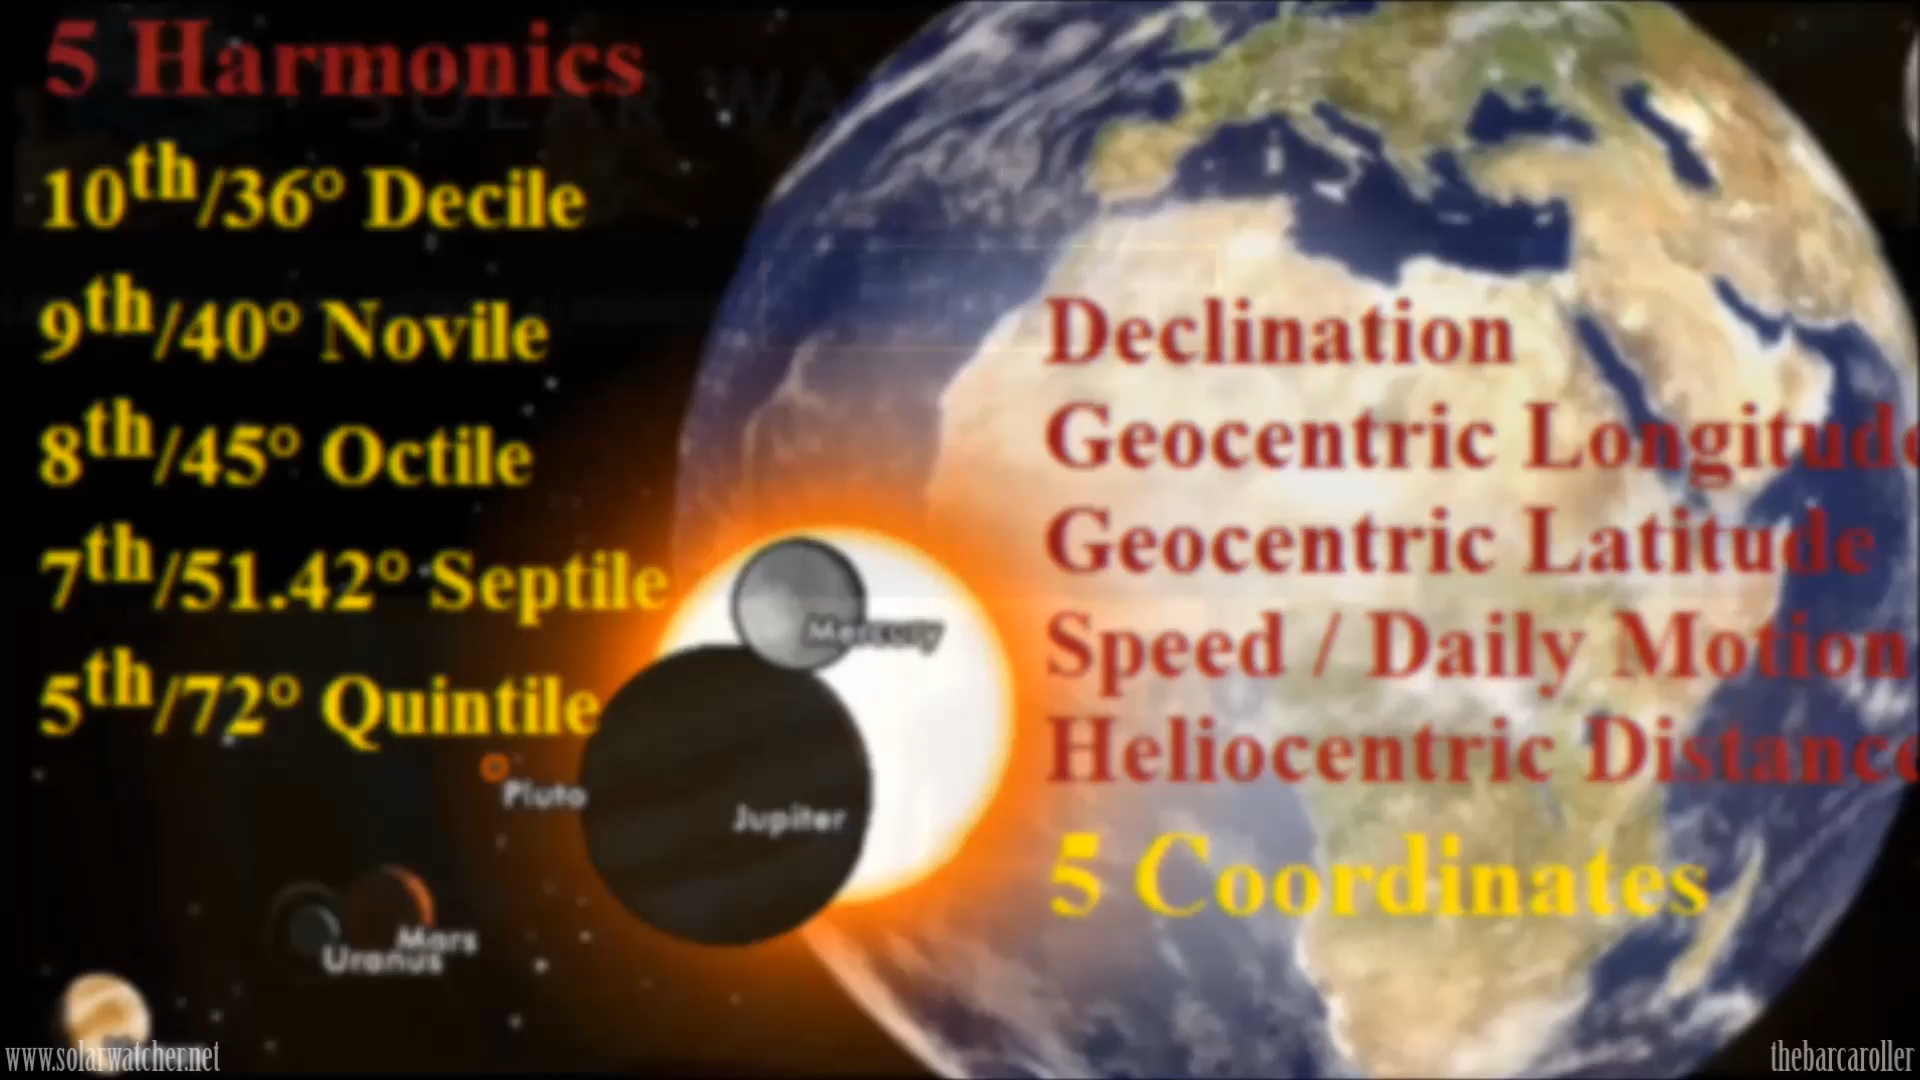 5 Harmonics
10th/36° Decile
9th/40° Novile
8th/45° Octile
7th/51.42° Septile
5th/72° Quintile
Declination
Geocentric Longitude
Geocentric Latitude
Speed / Daily Motion
Heliocentric Distance
5 Coordinates
Mercury
Pluto
Jupiter
Mars
Uranus
www.solarwatcher.net
thebarcaroller